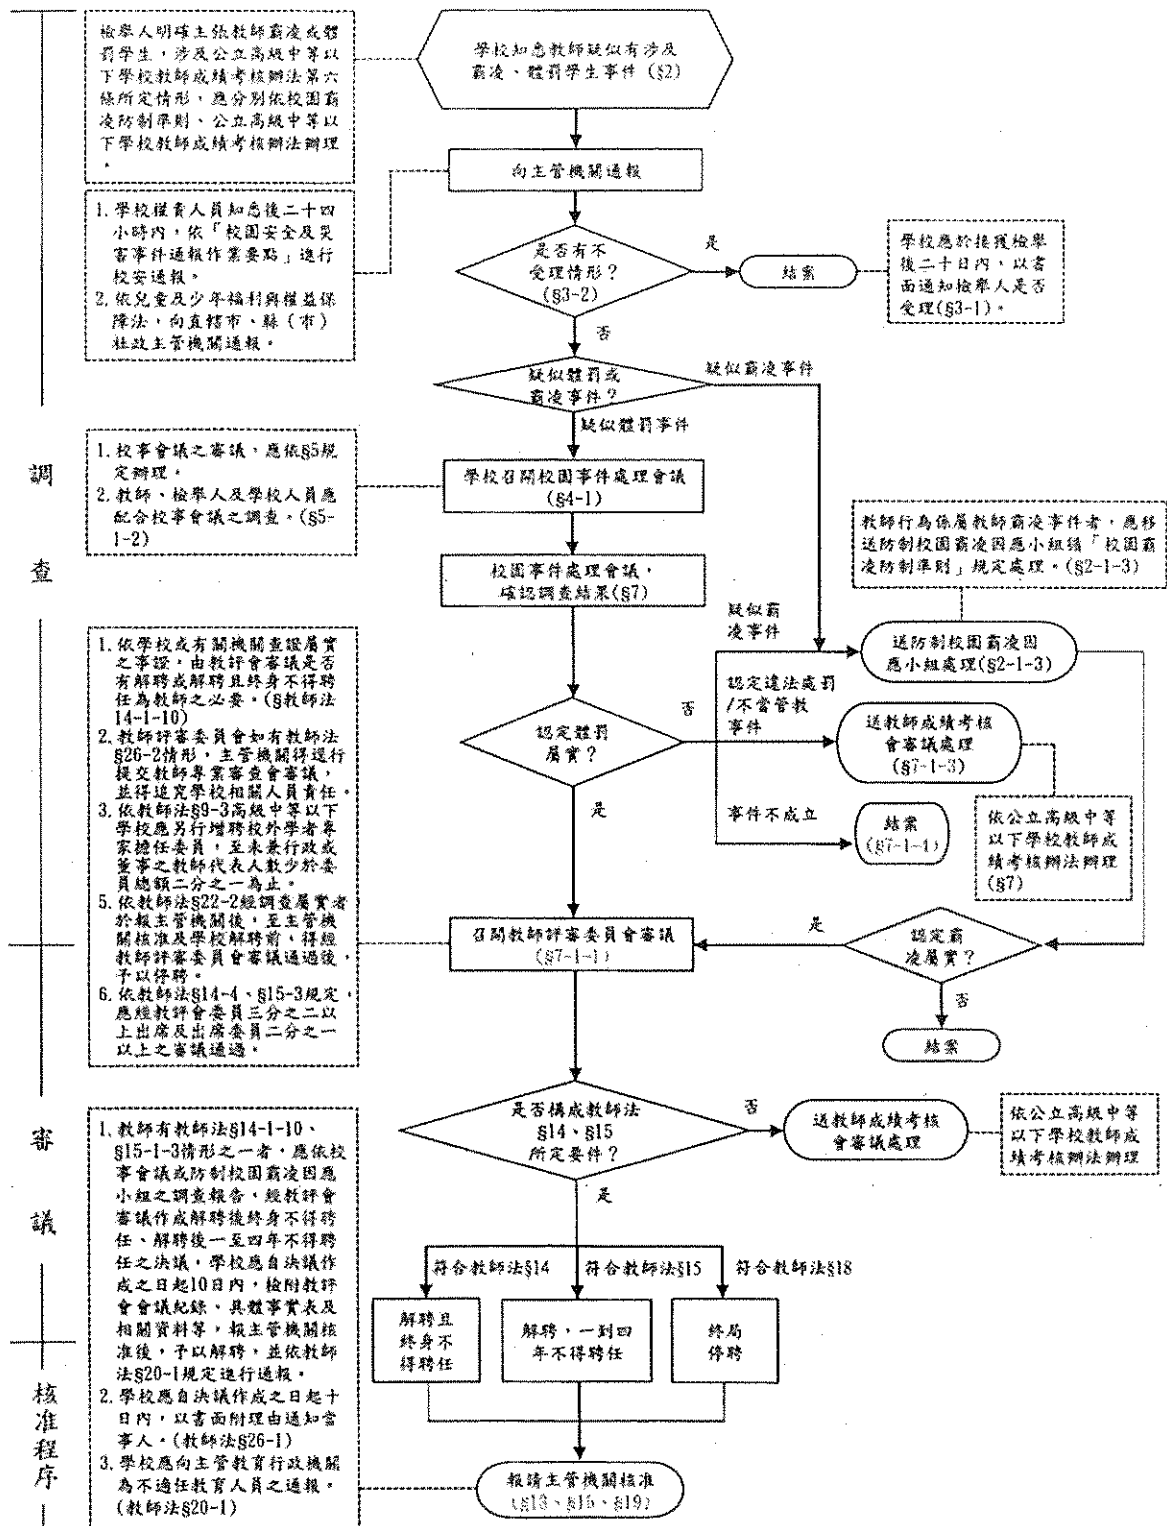 檢舉人明確主張教師霸凌或體
罰學生,涉及公立高級中等以
下學校教師成績考核辦法第六
條所定情形,應分別依校園霸
凌防制準則、公立高級中等以
下學校教師成績考核辦法辦理
。
學校知悉教師疑似有涉及
霸凌、體罰學生事件(§2)
向主管機關通報
1. 學校權責人員知悉後二十四
小時內,依「校園安全及災
害事件通報作業要點」進行
校安通報。
2. 依兒童及少年福利與權益保
障法,向直轄市、縣(市)
社政主管機關通報。
是否有不
受理情形?
(§3-2)
是
結案
學校應於接獲檢舉
後二十日內,以書
面通知檢舉人是否
受理(§3-1)。
否
疑似體罰或
霸凌事件?
疑似霸凌事件
疑似體罰事件
調
查
1. 校事會議之審議,應依§5規
定辦理。
2. 教師、檢舉人及學校人員應
配合校事會議之調查。(§5-
1-2)
學校召開校園事件處理會議
(§4-1)
校園事件處理會議,
確認調查結果(§7)
教師行為係屬教師霸凌事件者,應移
送防制校園霸凌因應小組循「校園霸
凌防制準則」規定處理。(§2-1-3)
疑似霸
凌事件
送防制校園霸凌因
應小組處理(§2-1-3)
認定體罰
屬實?
否
認定違法處罰
/不當管教
事件
送教師成績考核
會審議處理
(§7-1-3)
事件不成立
結案
(§7-1-4)
依公立高級中等
以下學校教師成
績考核辦法辦理
(§7)
是
1. 依學校或有關機關查證屬實
之事證,由教評會審議是否
有解聘或解聘且終身不得聘
任為教師之必要。(§教師法
14-1-10)
2. 教師評審委員會如有教師法
§26-2情形,主管機關得逕行
提交教師專業審查會審議,
並得追究學校相關人員責任。
3. 依教師法§9-3高級中等以下
學校應另行增聘校外學者專
家擔任委員,至未兼行政或
董事之教師代表人數少於委
員總額二分之一為止。
5. 依教師法§22-2經調查屬實者
於報主管機關後,至主管機
關核准及學校解聘前,得經
教師評審委員會審議通過後,
予以停聘。
6. 依教師法§14-4、§15-3規定,
應經教評會委員三分之二以
上出席及出席委員二分之一
以上之審議通過。
召開教師評審委員會審議
(§7-1-1)
是
認定霸
凌屬實?
否
結案
審
議
是否構成教師法
§14、§15
所定要件?
否
送教師成績考核
會審議處理
依公立高級中等
以下學校教師成
績考核辦法辦理
是
符合教師法§14
符合教師法§15
符合教師法§18
解聘且
終身不
得聘任
解聘,一到四
年不得聘任
終局
停聘
1. 教師有教師法§14-1-10、
§15-1-3情形之一者,應依校
事會議或防制校園霸凌因應
小組之調查報告,經教評會
審議作成解聘後終身不得聘
任、解聘後一至四年不得聘
任之決議,學校應自決議作
成之日起10日內,檢附教評
會會議紀錄、具體事實表及
相關資料等,報主管機關核
准後,予以解聘,並依教師
法§20-1規定進行通報。
2. 學校應自決議作成之日起十
日內,以書面附理由通知當
事人。(教師法§26-1)
3. 學校應向主管教育行政機關
為不適任教育人員之通報。
(教師法§20-1)
核
准
程
序
報請主管機關核准
(§13、§16、§19)